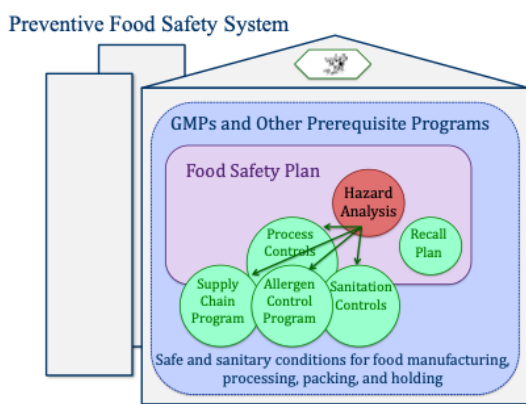 Preventive Food Safety System
GMPs and Other Prerequisite Programs
Food Safety Plan
Hazard
Analysis
Process
Controls
Recall
Plan
Supply
Chain
Program
Allergen
Control
Program
Sanitation
Controls
Safe and sanitary conditions for food manufacturing,
processing, packing, and holding